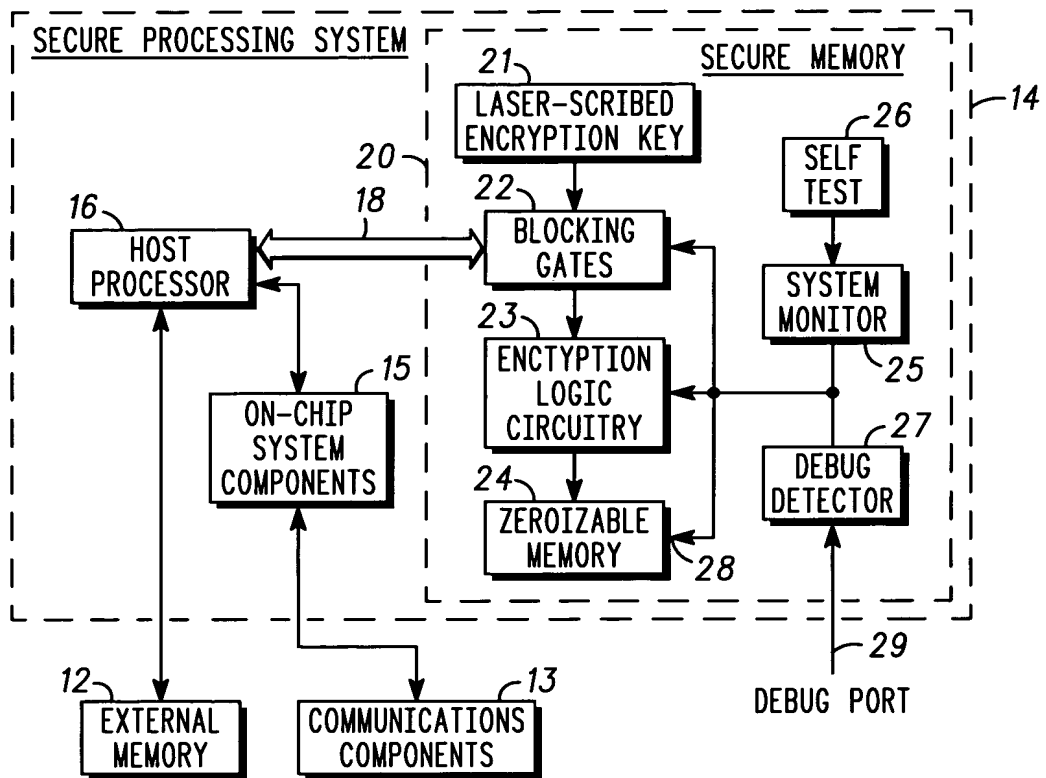 SECURE PROCESSING SYSTEM
SECURE MEMORY
14
21
LASER-SCRIBED
ENCRYPTION KEY
20
26
SELF
TEST
16
HOST
PROCESSOR
18
22
BLOCKING
GATES
SYSTEM
MONITOR
25
23
ENCTYPTION
LOGIC
CIRCUITRY
15
ON-CHIP
SYSTEM
COMPONENTS
27
DEBUG
DETECTOR
24
ZEROIZABLE
MEMORY
28
29
DEBUG PORT
12
EXTERNAL
MEMORY
13
COMMUNICATIONS
COMPONENTS